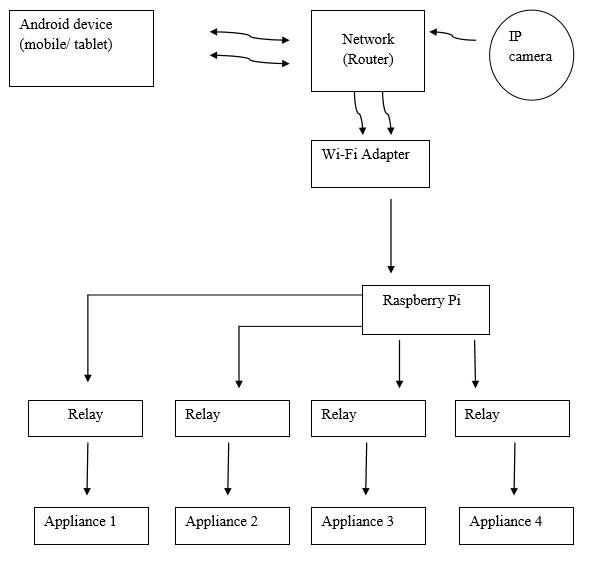 Android device
(mobile/ tablet)
Network
(Router)
IP
camera
Wi-Fi Adapter
Raspberry Pi
Relay
Relay
Relay
Relay
Appliance 1
Appliance 2
Appliance 3
Appliance 4